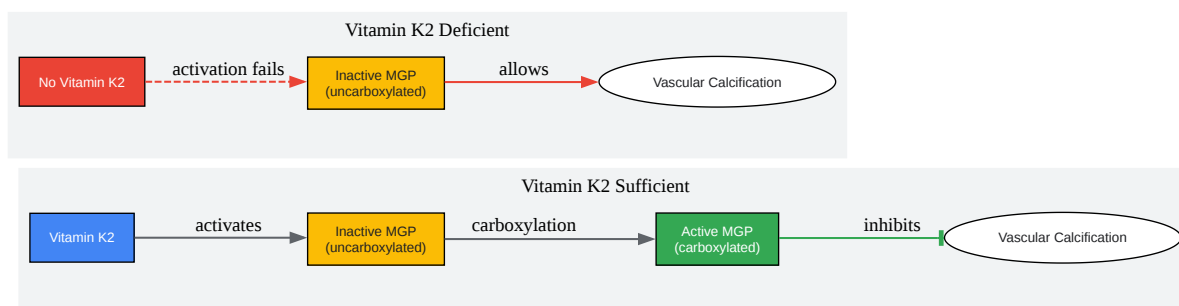 Vitamin K2 Deficient
No Vitamin K2
activation fails
Inactive MGP
(uncarboxylated)
allows
Vascular Calcification
Vitamin K2 Sufficient
Vitamin K2
activates
Inactive MGP
(uncarboxylated)
carboxylation
Active MGP
(carboxylated)
inhibits
Vascular Calcification